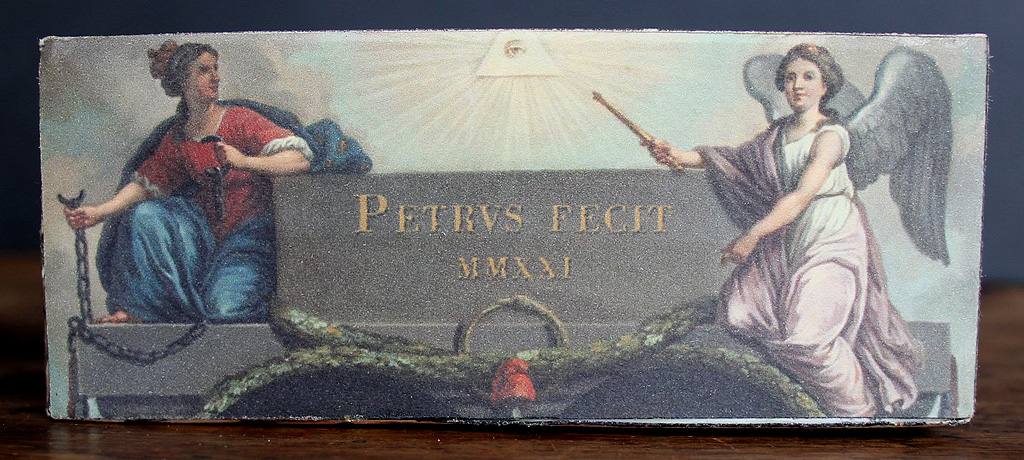 PETRVS FECIT
MMXXI